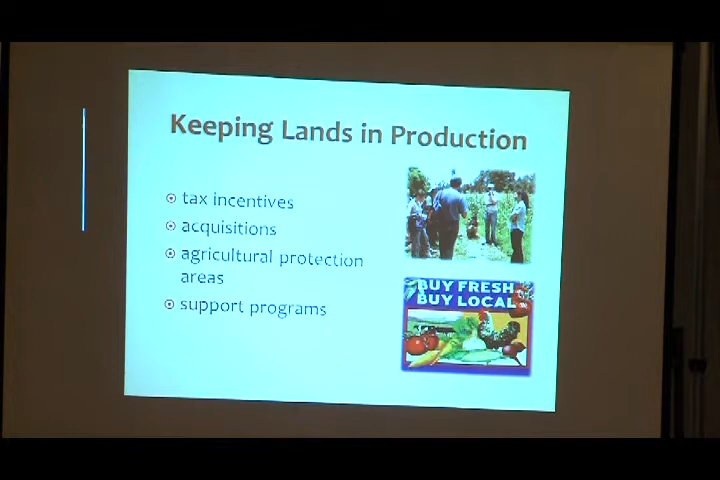 Keeping Lands in Production
tax incentives
acquisitions
agricultural protection
areas
support programs
BUY FRESH
BUY LOCAL